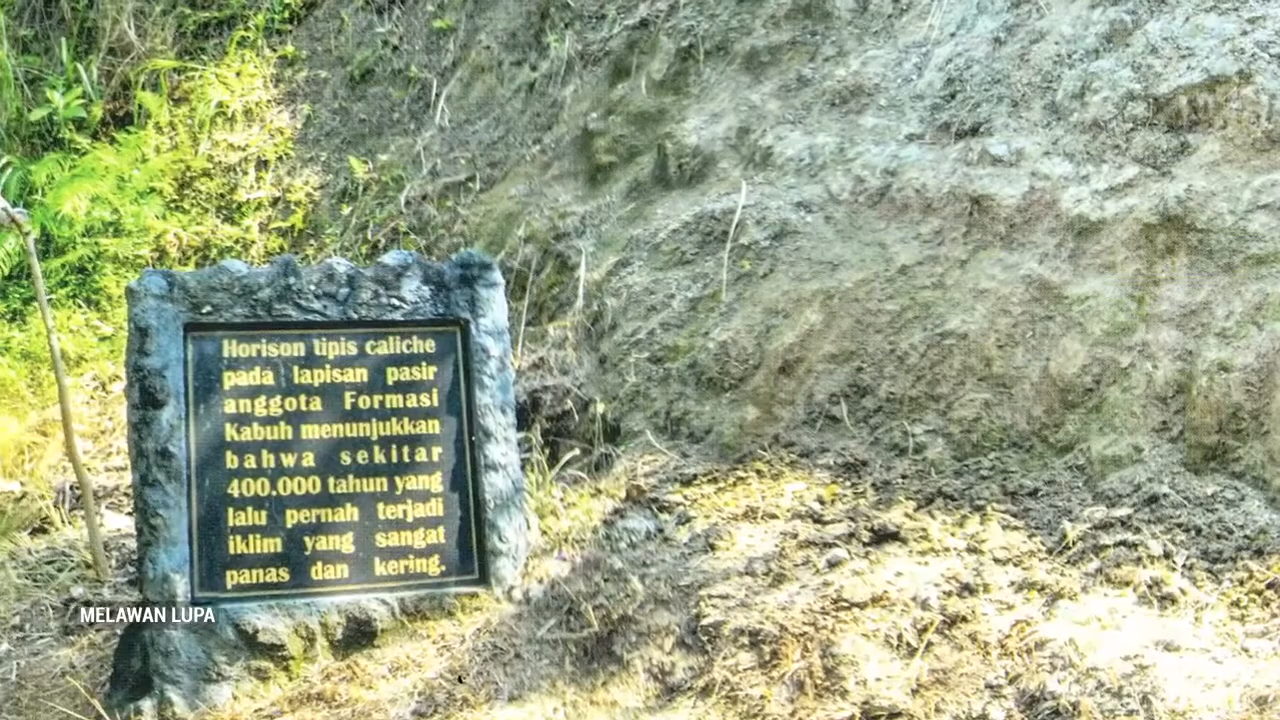 Horison tipis caliche
pada lapisan pasir
anggota Formasi
Kabuh menunjukkan
bahwa sekitar
400.000 tahun yang
lalu pernah terjadi
iklim yang sangat
panas dan kering.
MELAWAN LUPA